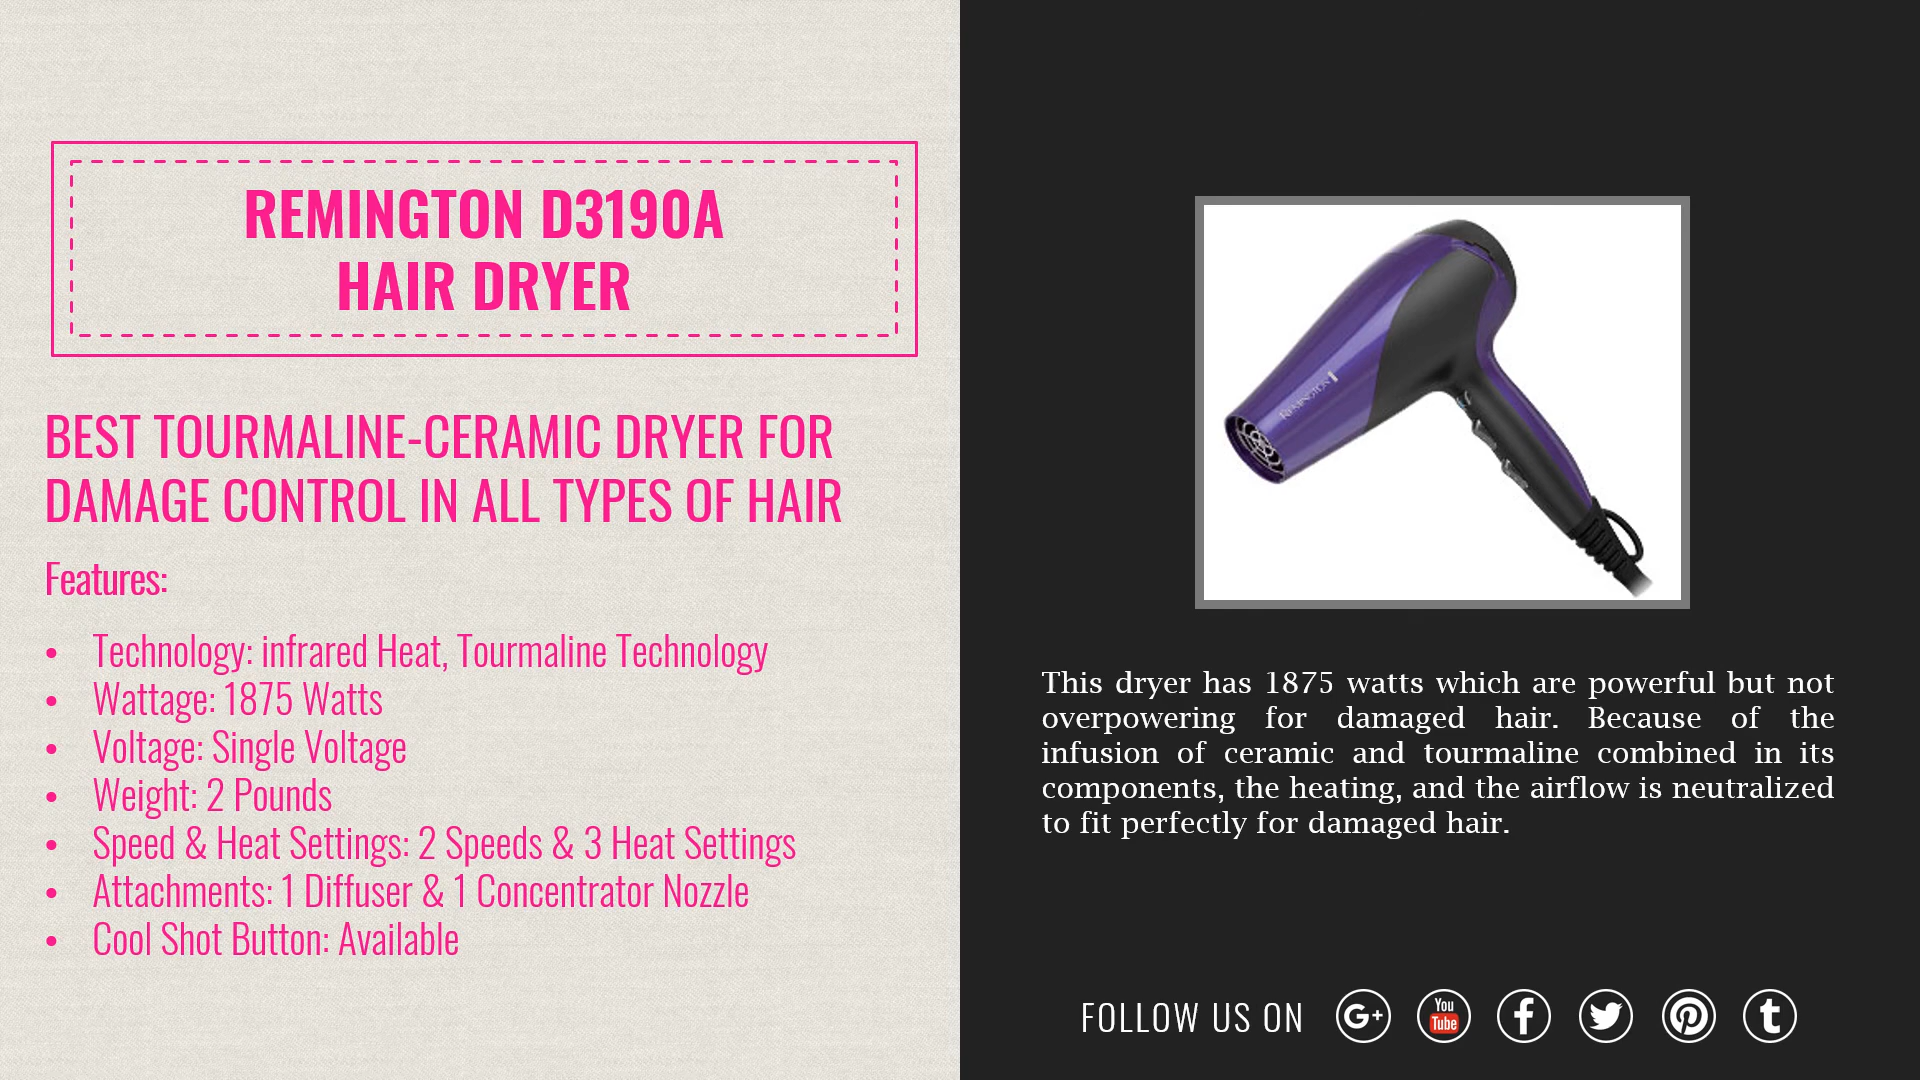 REMINGTON D3190A
HAIR DRYER
BEST TOURMALINE-CERAMIC DRYER FOR
DAMAGE CONTROL IN ALL TYPES OF HAIR
Features:
• Technology: infrared Heat, Tourmaline Technology
• Wattage: 1875 Watts
• Voltage: Single Voltage
• Weight: 2 Pounds
• Speed & Heat Settings: 2 Speeds & 3 Heat Settings
• Attachments: 1 Diffuser & 1 Concentrator Nozzle
• Cool Shot Button: Available
REMINGTON
This dryer has 1875 watts which are powerful but not
overpowering for damaged hair. Because of the
infusion of ceramic and tourmaline combined in its
components, the heating, and the airflow is neutralized
to fit perfectly for damaged hair.
FOLLOW US ON G+ You Tube f t